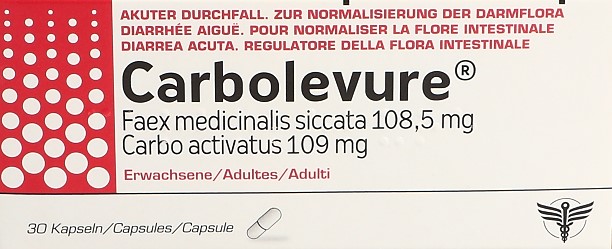 AKUTER DURCHFALL. ZUR NORMALISIERUNG DER DARMFLORA
DIARRHÉE AIGUË. POUR NORMALISER LA FLORE INTESTINALE
DIARREA ACUTA. REGULATORE DELLA FLORA INTESTINALE
Carbolevure®
Faex medicinalis siccata 108,5 mg
Carbo activatus 109 mg
Erwachsene/Adultes/Adulti
30 Kapseln/Capsules/Capsule